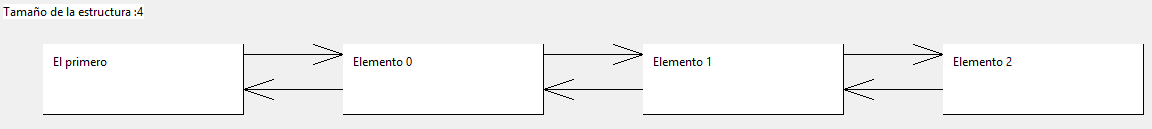 Tamaño de la estructura :4
El primero
Elemento 0
Elemento 1
Elemento 2